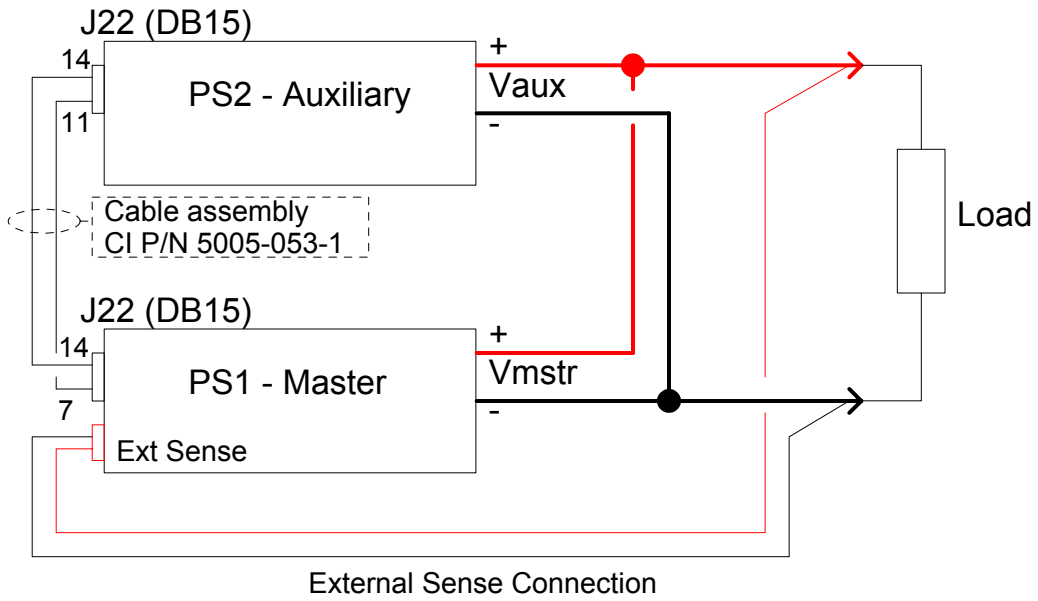 J22 (DB15)
14
11
PS2 - Auxiliary
+
Vaux
-
Cable assembly
CI P/N 5005-053-1
Load
J22 (DB15)
14
7
PS1 - Master
+
Vmstr
-
Ext Sense
External Sense Connection